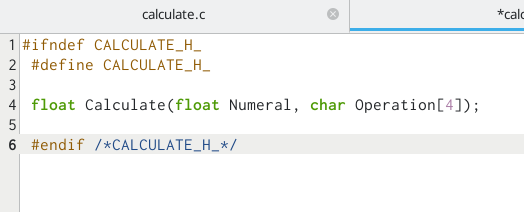 calculate.c
*calc
1 #ifndef CALCULATE_H_
2 #define CALCULATE_H_
3
4 float Calculate(float Numeral, char Operation[4]);
5
6 #endif /*CALCULATE_H_*/